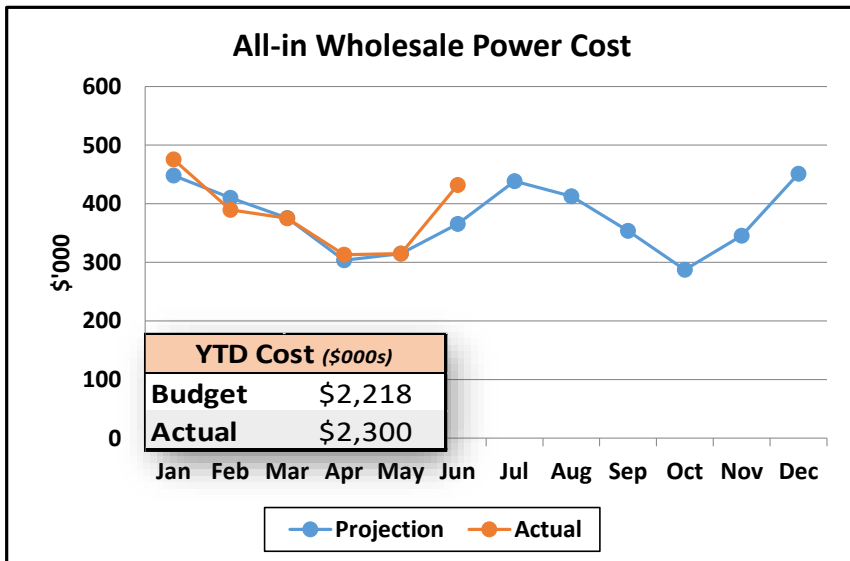 All-in Wholesale Power Cost
600
500
400
300
200
100
0
$'000
YTD Cost ($000s)
Budget $2,218
Actual $2,300
Jan Feb Mar Apr May Jun Jul Aug Sep Oct Nov Dec
Projection Actual